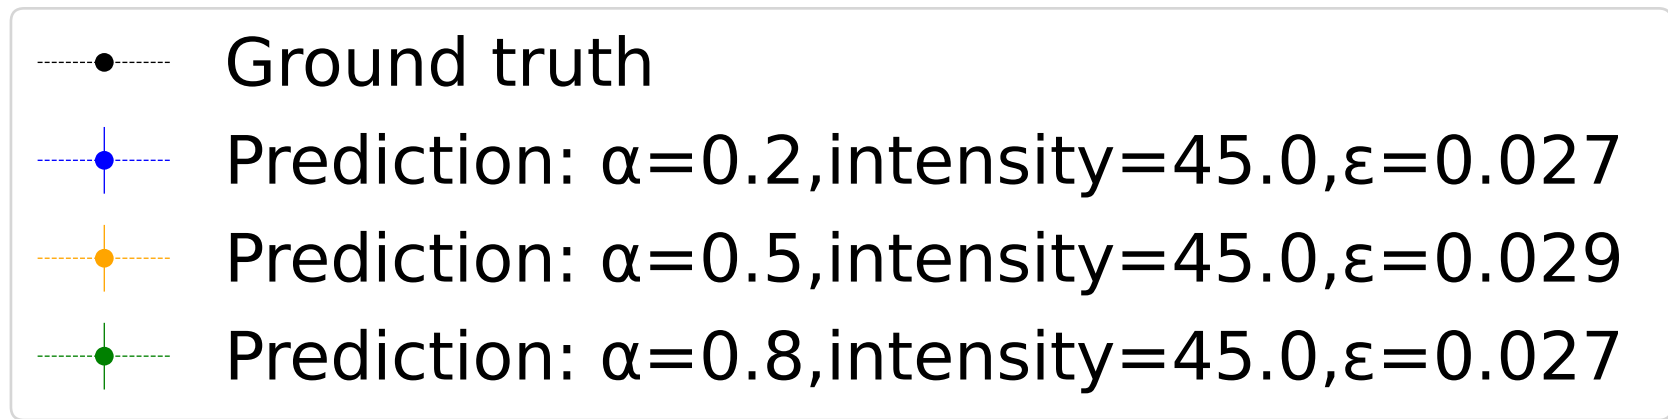 Ground truth
Prediction: α=0.2,intensity=45.0,ε=0.027
Prediction: α=0.5,intensity=45.0,ε=0.029
Prediction: α=0.8,intensity=45.0,ε=0.027